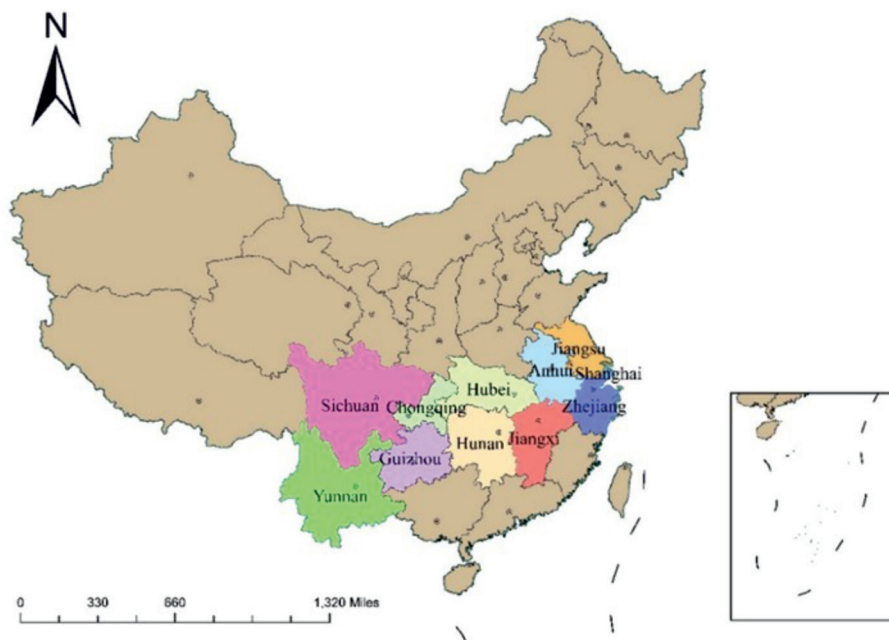 N
Jiangsu
Anhui
Shanghai
Hubei
Sichuan
Chongqing
Zhejiang
Hunan
Jiangxi
Guizhou
Yunnan
0 330 660 1,320 Miles